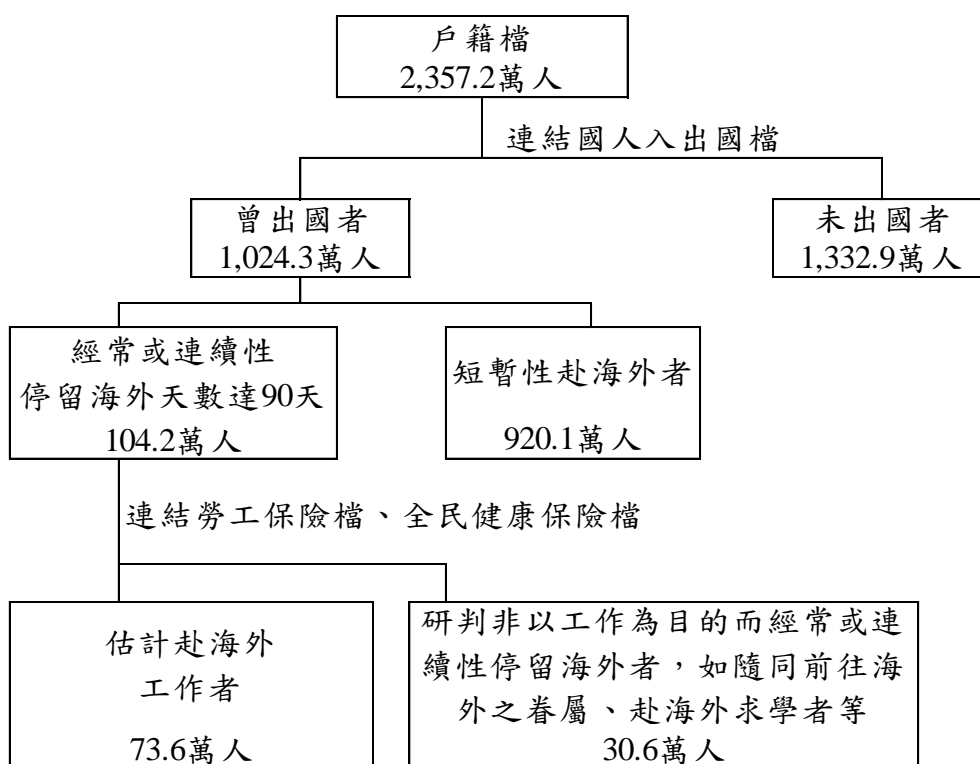 戶籍檔
2,357.2萬人
連結國人入出國檔
曾出國者
1,024.3萬人
未出國者
1,332.9萬人
經常或連續性
停留海外天數達90天
104.2萬人
短暫性赴海外者
920.1萬人
連結勞工保險檔、全民健康保險檔
估計赴海外
工作者
73.6萬人
研判非以工作為目的而經常或連
續性停留海外者，如隨同前往海
外之眷屬、赴海外求學者等
30.6萬人